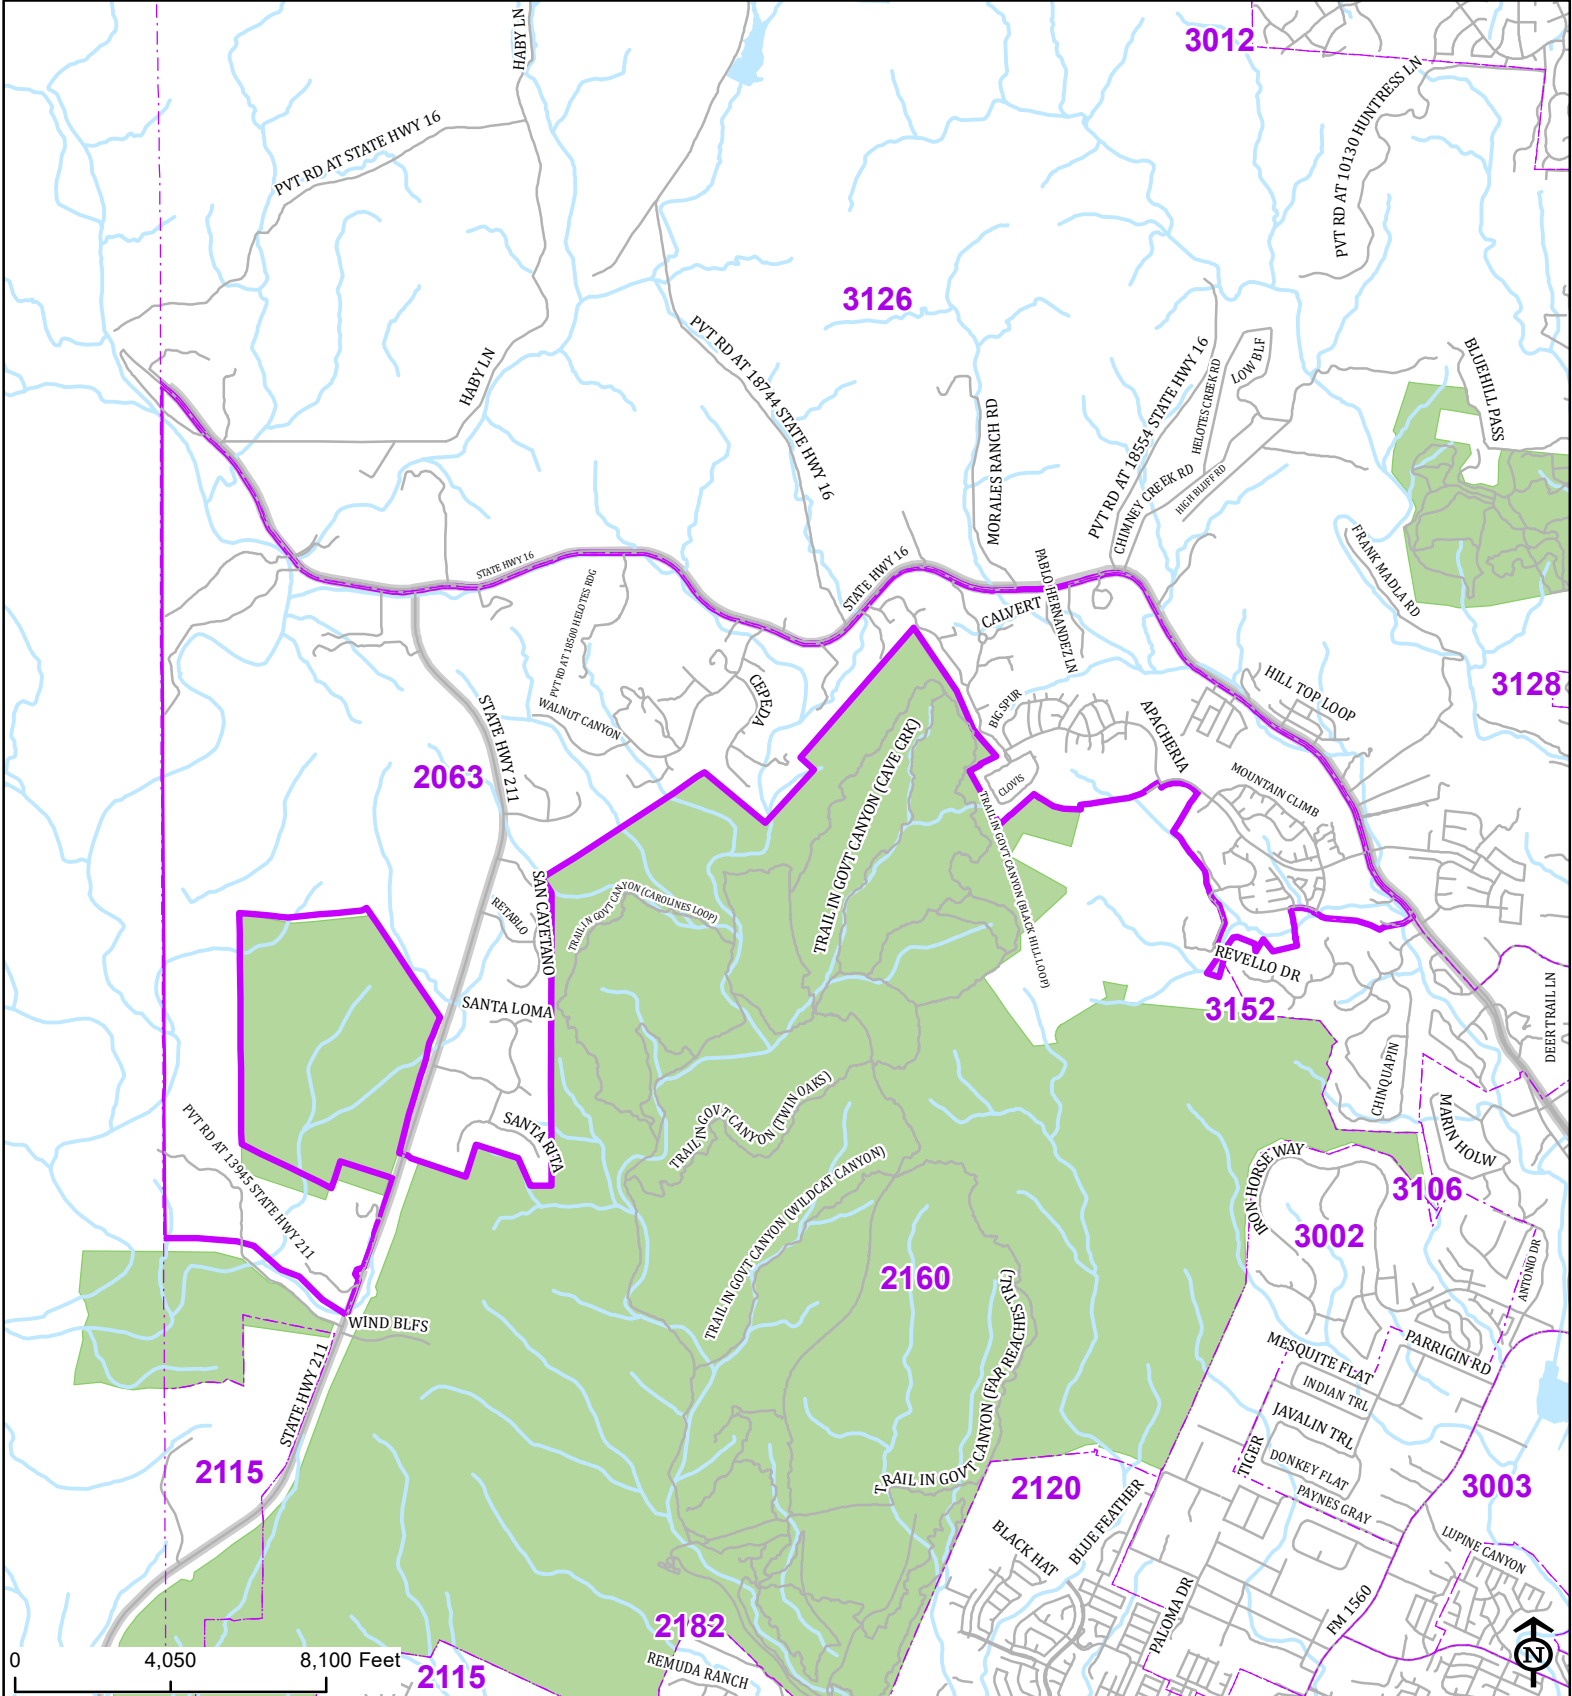 HABY LN
3012
PVT RD AT STATE HWY 16
PVT RD AT 10130 HUNTRESS LN
3126
HABY LN
PVT RD AT 18744 STATE HWY 16
MORALES RANCH RD
PVT RD AT 18554 STATE HWY 16
HELOTES CREEK RD
LOW BLF
CHIMNEY CREEK RD
HIGH BLUFF RD
BLUEHILL PASS
FRANK MADLA RD
STATE HWY 16
STATE HWY 16
CALVERT
PABLO HERNANDEZ LN
PVT RD AT 18500 HELOTES RDG
WALNUT CANYON
CEPEDA
BIG SPUR
APACHERIA
HILL TOP LOOP
3128
STATE HWY 211
2063
CLOVIS
MOUNTAIN CLIMB
TRAIL IN GOVT CANYON (CAVE CRK)
TRAIL IN GOVT CANYON (BLACK HILL LOOP)
SAN CAYETANO
RETABLO
TRAIL IN GOVT CANYON (CAROLINES LOOP)
REVELLO DR
3152
SANTA LOMA
DEER TRAIL LN
CHINQUAPIN
TRAIL IN GOVT CANYON (TWIN OAKS)
SANTA RITA
PVT RD AT 13945 STATE HWY 211
MARIN HOLW
IRON HORSE WAY
3106
3002
TRAIL IN GOVT CANYON (WILDCAT CANYON)
2160
ANTONIO DR
TRAIL IN GOVT CANYON (FAR REACHES TRL)
WIND BLFS
STATE HWY 211
MESQUITE FLAT
PARRIGIN RD
INDIAN TRL
JAVALIN TRL
TIGER
DONKEY FLAT
PAYNES GRAY
2115
2120
3003
BLACK HAT
BLUE FEATHER
LUPINE CANYON
PALOMA DR
FM 1560
2182
REMUDA RANCH
2115
0 4,050 8,100 Feet
N